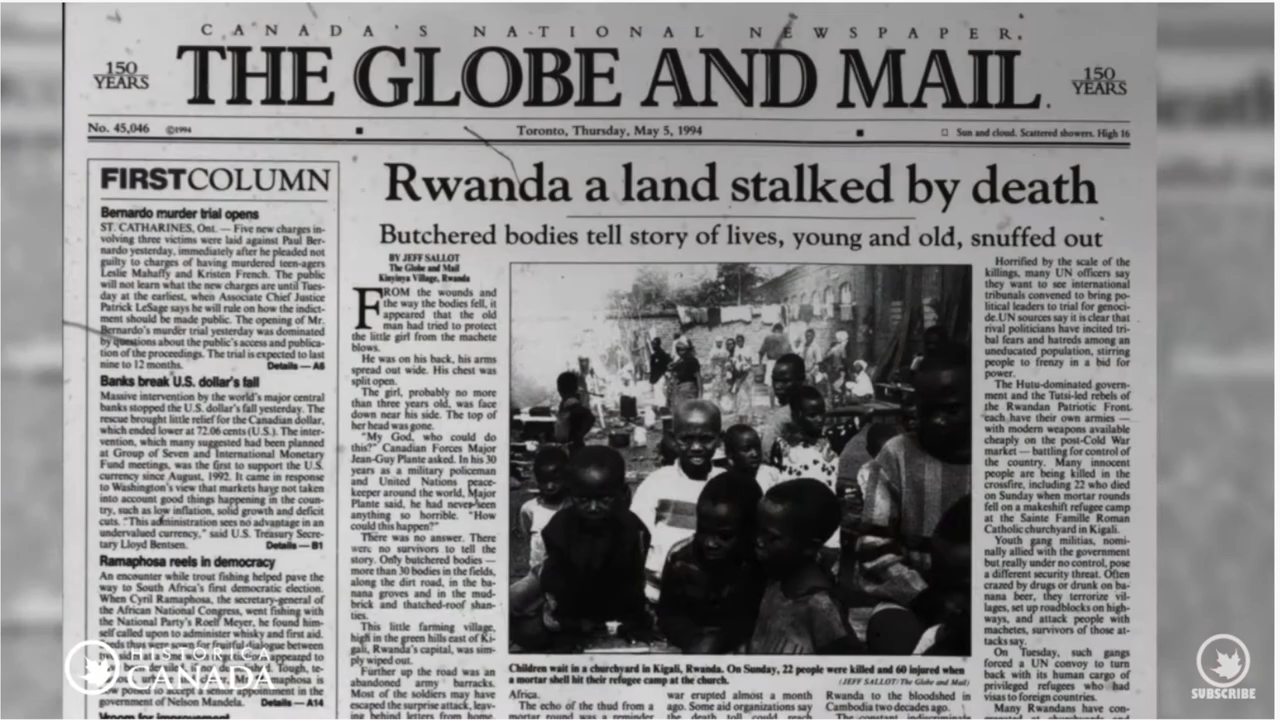 CANADA'S NATIONAL NEWSPAPER.
150 YEARS
THE GLOBE AND MAIL.
150 YEARS
No. 45,046 ©1994
Toronto, Thursday, May 5, 1994
Sun and cloud. Scattered showers. High 16
FIRSTCOLUMN
Bernardo murder trial opens
ST. CATHARINES, Ont. — Five new charges in-
volving three victims were laid against Paul Ber-
nardo yesterday, immediately after he pleaded not
guilty to charges of having murdered teen-agers
Leslie Mahaffy and Kristen French. The public
will not learn what the new charges are until Tues-
day at the earliest, when Associate Chief Justice
Patrick LeSage says he will rule on how the indict-
ment should be made public. The opening of Mr.
Bernardo's murder trial yesterday was dominated
by questions about the public's access and publica-
tion of the proceedings. The trial is expected to last
nine to 12 months. Details — A6
Banks break U.S. dollar's fall
Massive intervention by the world's major central
banks stopped the U.S. dollar's fall yesterday. The
rescue brought little relief for the Canadian dollar,
which ended lower at 72.06 cents (U.S.). The inter-
vention, which many suggested had been planned
at Group of Seven and International Monetary
Fund meetings, was the first to support the U.S.
currency since August, 1992. It came in response
to Washington's view that markets have not taken
into account good things happening in the coun-
try, such as low inflation, solid growth and deficit
cuts. "This administration sees no advantage in an
undervalued currency," said U.S. Treasury Secre-
tary Lloyd Bentsen. Details — B1
Ramaphosa reels in democracy
An encounter while trout fishing helped pave the
way to South Africa's first democratic election.
When Cyril Ramaphosa, the secretary-general of
the African National Congress, went fishing with
the National Party's Roelf Meyer, he found him-
self called upon to administer whisky and first aid.
thus were sown for fruitful dialogue between
appeared to
Tough,
maphosa is
poised to accept a senior appointment in the
government of Nelson Mandela. Details — A14
Room for improvement
Rwanda a land stalked by death
Butchered bodies tell story of lives, young and old, snuffed out
BY JEFF SALLOT
The Globe and Mail
Kinyinya Village, Rwanda
FROM the wounds and
the way the bodies fell, it
appeared that the old
man had tried to protect
the little girl from the machete
blows.
He was on his back, his arms
spread out wide. His chest was
split open.
The girl, probably no more
than three years old, was face
down near his side. The top of
her head was gone.
"My God, who could do
this?" Canadian Forces Major
Jean-Guy Plante asked. In his 30
years as a military policeman
and United Nations peace-
keeper around the world, Major
Plante said, he had never seen
anything so horrible. "How
could this happen?"
There was no answer. There
were no survivors to tell the
story. Only butchered bodies —
more than 30 bodies in the fields,
along the dirt road, in the ba-
nana groves and in the mud-
brick and thatched-roof shan-
ties.
This little farming village,
high in the green hills east of Ki-
gali, Rwanda's capital, was sim-
ply wiped out.
Further up the road was an
abandoned army barracks.
Most of the soldiers may have
escaped the surprise attack, leav-
ing behind letters from home,
Children wait in a churchyard in Kigali, Rwanda. On Sunday, 22 people were killed and 60 injured when
a mortar shell hit their refugee camp at the church. (JEFF SALLOT/The Globe and Mail)
Africa.
The echo of the thud from a
mortar round was a reminder
war erupted almost a month
ago. Some aid organizations say
the death toll could reach
Rwanda to the bloodshed in
Cambodia two decades ago.
The constant indiscriminate
Horrified by the scale of the
killings, many UN officers say
they want to see international
tribunals convened to bring po-
litical leaders to trial for genoci-
de. UN sources say it is clear that
rival politicians have incited tri-
bal fears and hatreds among an
uneducated population, stirring
people to frenzy in a bid for
power.
The Hutu-dominated govern-
ment and the Tutsi-led rebels of
the Rwandan Patriotic Front
each have their own armies —
with modern weapons available
cheaply on the post-Cold War
market — battling for control of
the country. Many innocent
people are being killed in the
crossfire, including 22 who died
on Sunday when mortar rounds
fell on a makeshift refugee camp
at the Sainte Famille Roman
Catholic churchyard in Kigali.
Youth gang militias, nomi-
nally allied with the government
but really under no control, pose
a different security threat. Often
crazed by drugs or drunk on ba-
nana beer, they terrorize vil-
lages, set up roadblocks on high-
ways, and attack people with
machetes, survivors of those at-
tacks say.
On Tuesday, such gangs
forced a UN convoy to turn
back with its human cargo of
privileged refugees who had
visas to foreign countries.
Many Rwandans have con-
HISTORICA
CANADA
SUBSCRIBE